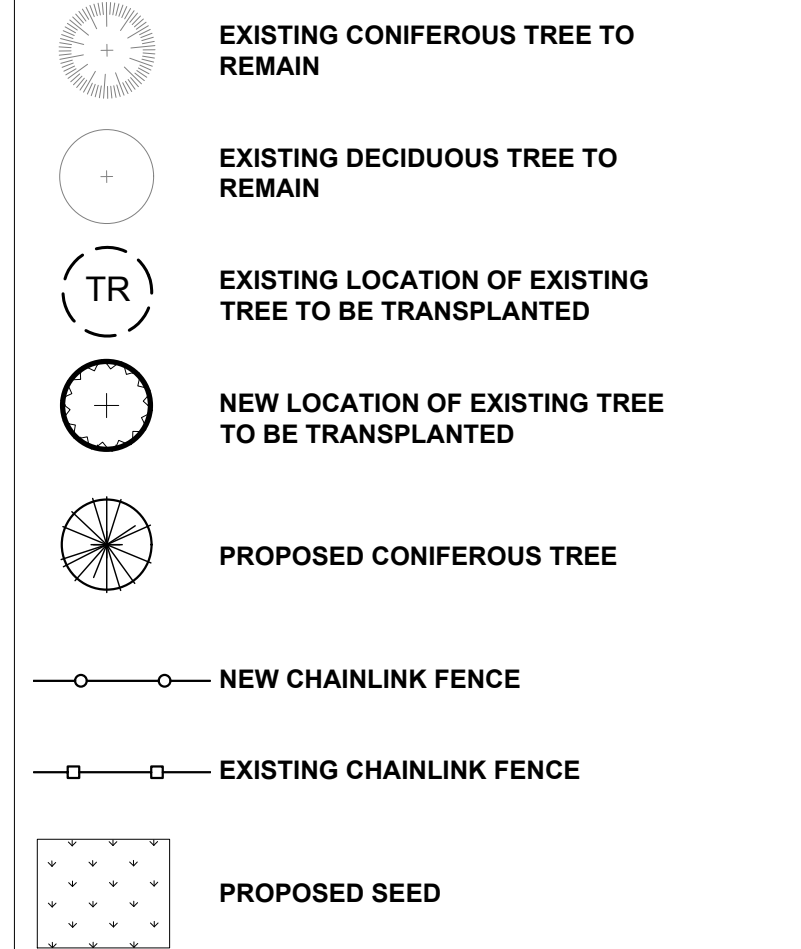 EXISTING CONIFEROUS TREE TO
REMAIN
EXISTING DECIDUOUS TREE TO
REMAIN
TR
EXISTING LOCATION OF EXISTING
TREE TO BE TRANSPLANTED
NEW LOCATION OF EXISTING TREE
TO BE TRANSPLANTED
PROPOSED CONIFEROUS TREE
NEW CHAINLINK FENCE
EXISTING CHAINLINK FENCE
PROPOSED SEED